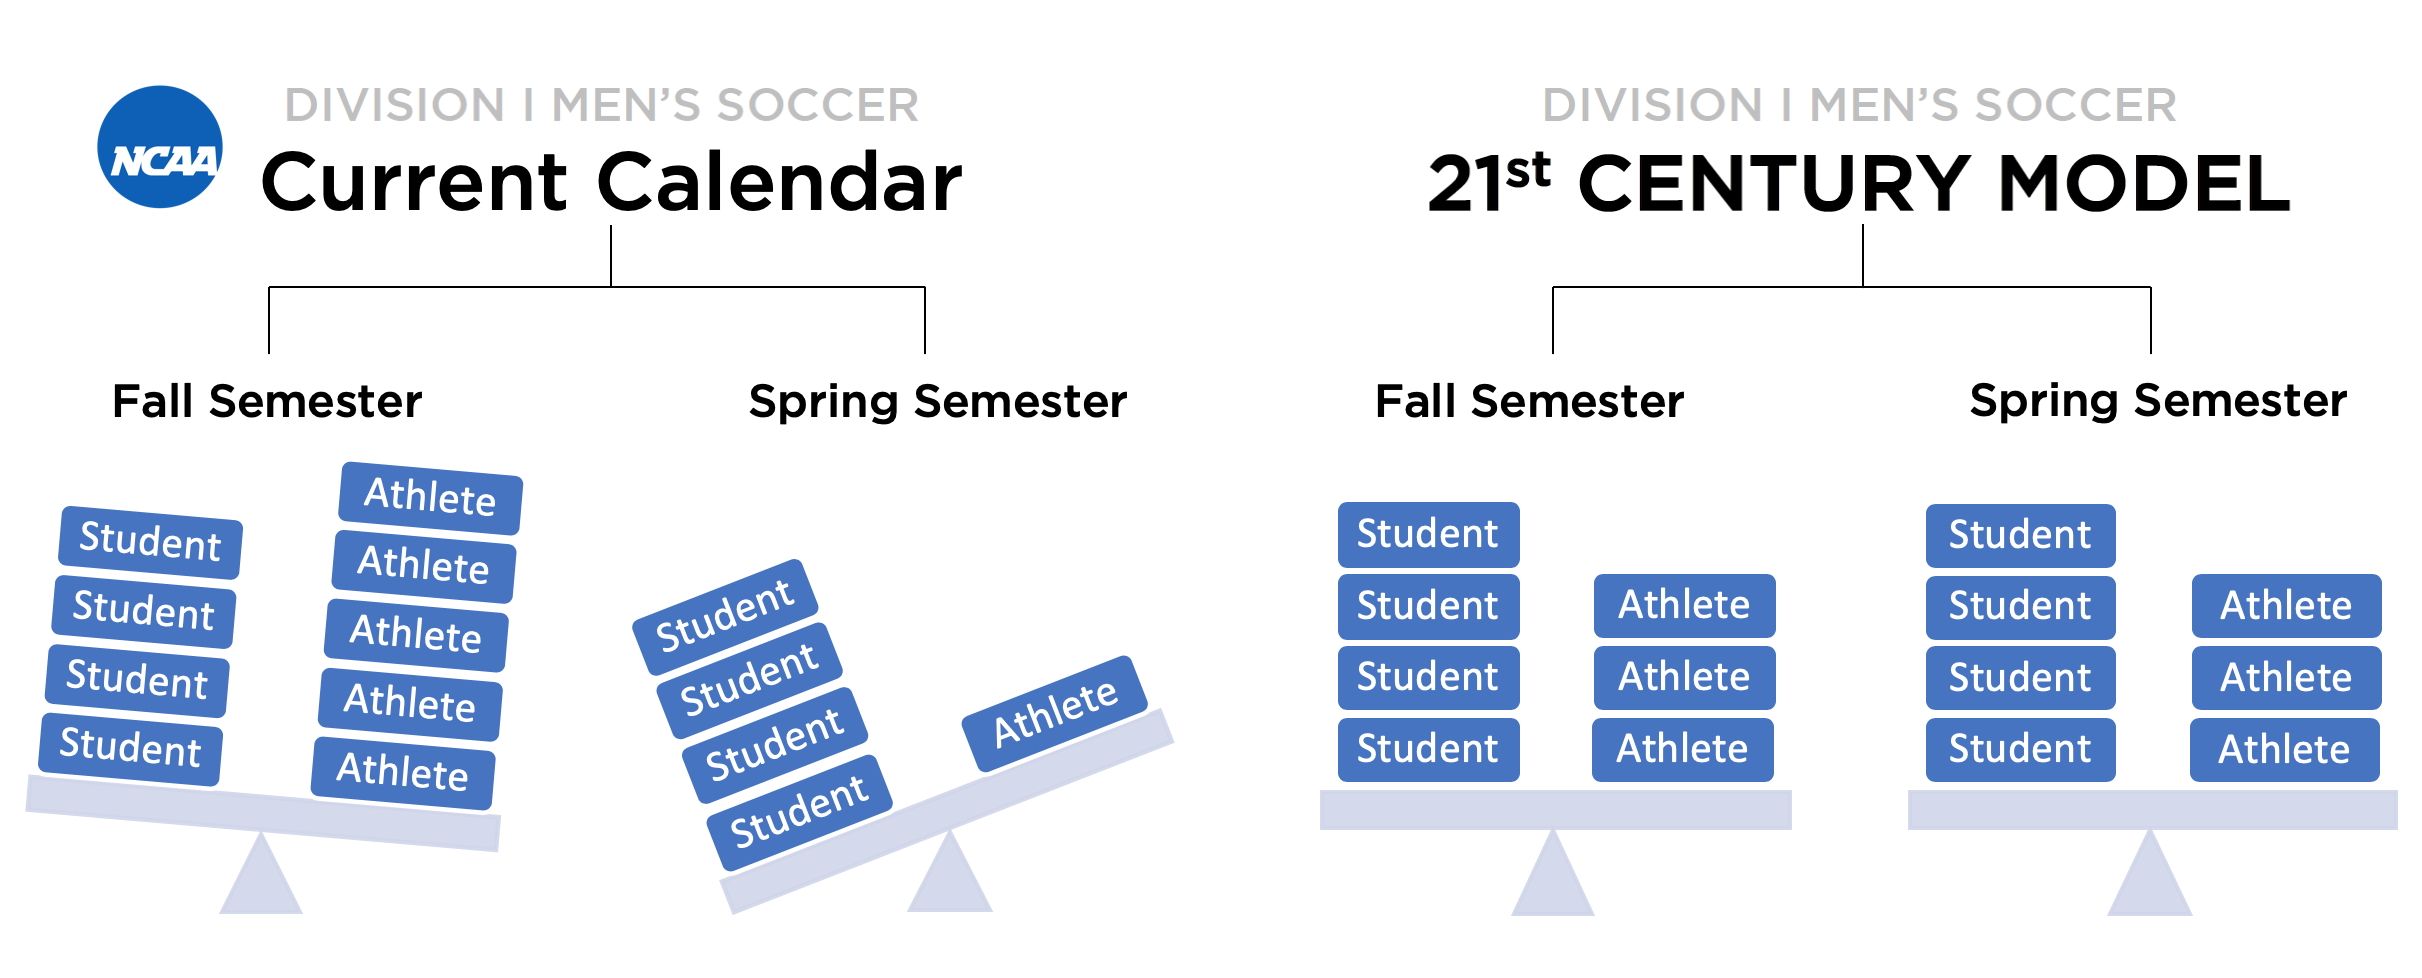 NCAA
DIVISION I MEN'S SOCCER
Current Calendar
Fall Semester
Student
Student
Student
Student
Athlete
Athlete
Athlete
Athlete
Athlete
Spring Semester
Student
Student
Student
Student
Athlete
DIVISION I MEN'S SOCCER
21st CENTURY MODEL
Fall Semester
Student
Student
Student
Student
Athlete
Athlete
Athlete
Spring Semester
Student
Student
Student
Student
Athlete
Athlete
Athlete